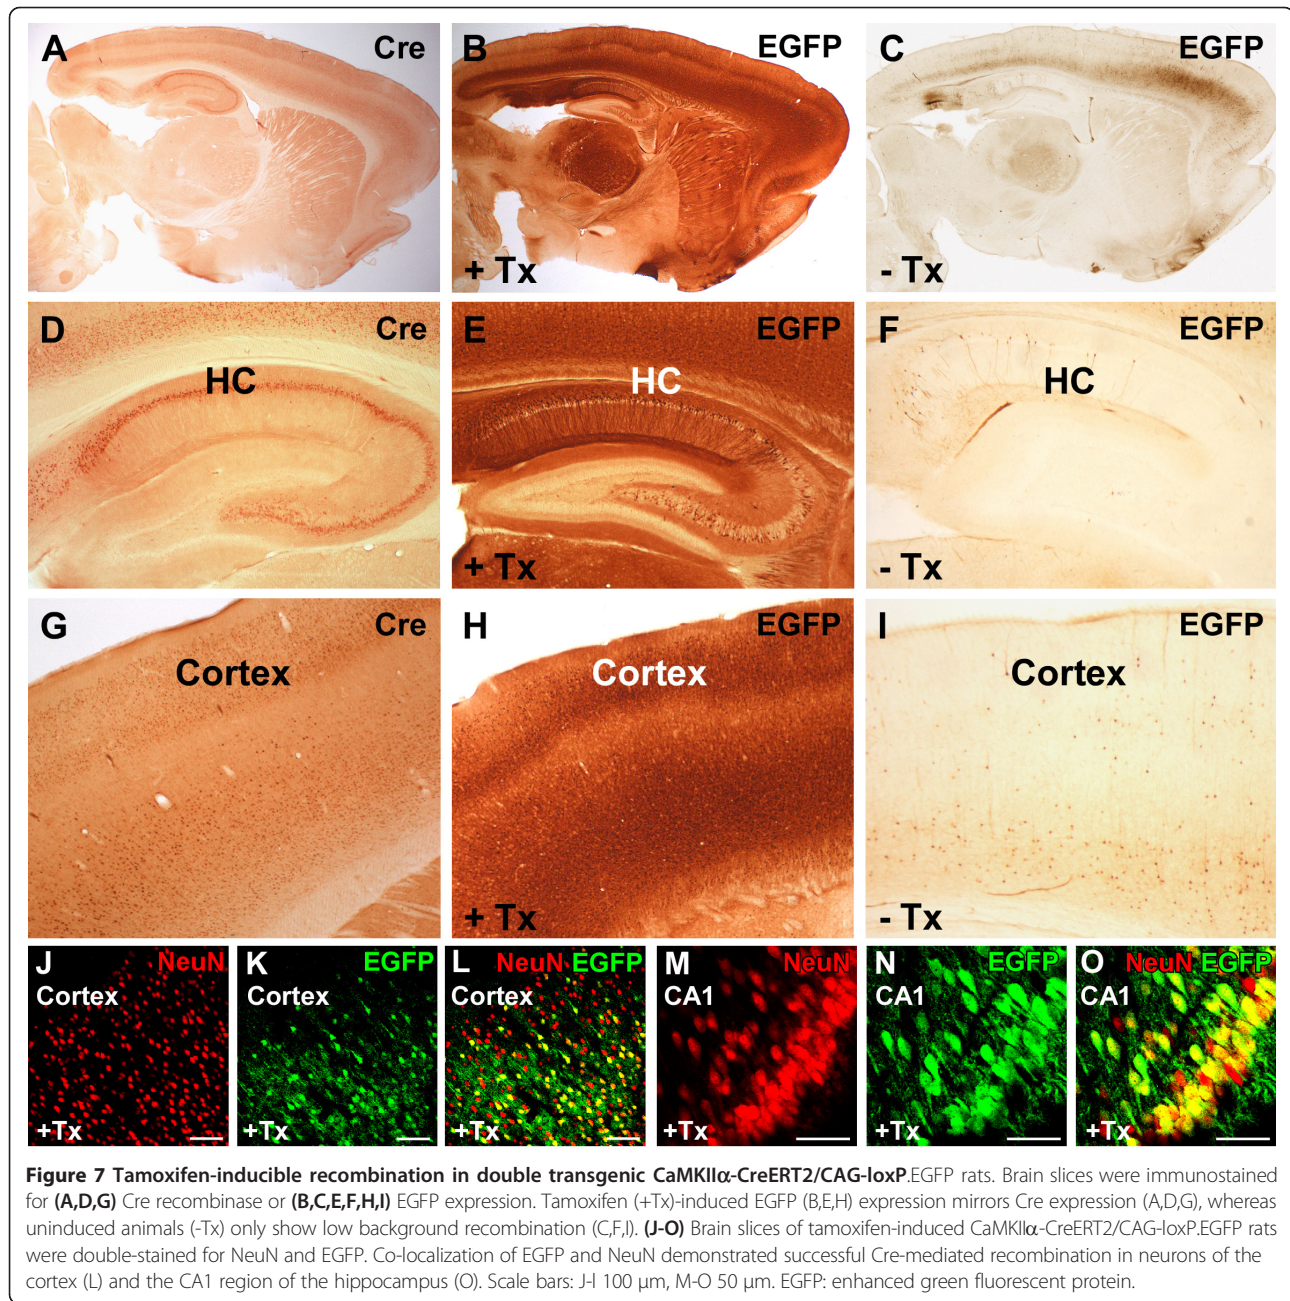 A Cre
B EGFP
+ Tx
C EGFP
- Tx
D Cre
HC
E EGFP
HC
+ Tx
F EGFP
HC
- Tx
G Cre
Cortex
H EGFP
Cortex
+ Tx
I EGFP
Cortex
- Tx
J NeuN
Cortex
+Tx
K EGFP
Cortex
+Tx
L NeuN EGFP
Cortex
+Tx
M NeuN
CA1
+Tx
N EGFP
CA1
+Tx
O NeuN EGFP
CA1
+Tx
Figure 7 Tamoxifen-inducible recombination in double transgenic CaMKIIα-CreERT2/CAG-loxP.EGFP rats. Brain slices were immunostained
for (A,D,G) Cre recombinase or (B,C,E,F,H,I) EGFP expression. Tamoxifen (+Tx)-induced EGFP (B,E,H) expression mirrors Cre expression (A,D,G), whereas
uninduced animals (-Tx) only show low background recombination (C,F,I). (J-O) Brain slices of tamoxifen-induced CaMKIIα-CreERT2/CAG-loxP.EGFP rats
were double-stained for NeuN and EGFP. Co-localization of EGFP and NeuN demonstrated successful Cre-mediated recombination in neurons of the
cortex (L) and the CA1 region of the hippocampus (O). Scale bars: J-l 100 μm, M-O 50 μm. EGFP: enhanced green fluorescent protein.